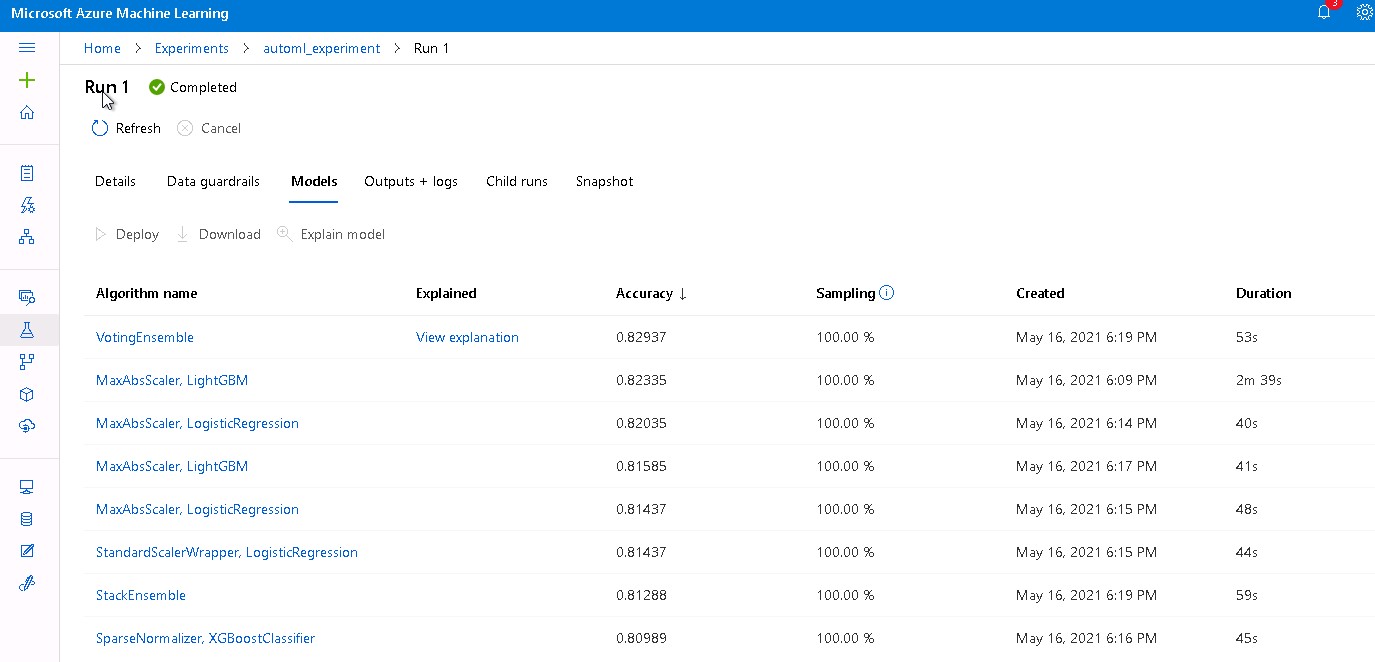 Microsoft Azure Machine Learning
3
Home > Experiments > automl_experiment > Run 1
Run 1 Completed
Refresh Cancel
Details Data guardrails Models Outputs + logs Child runs Snapshot
Deploy Download Explain model
Algorithm name Explained Accuracy ↓ Sampling Created Duration
VotingEnsemble View explanation 0.82937 100.00 % May 16, 2021 6:19 PM 53s
MaxAbsScaler, LightGBM 0.82335 100.00 % May 16, 2021 6:09 PM 2m 39s
MaxAbsScaler, LogisticRegression 0.82035 100.00 % May 16, 2021 6:14 PM 40s
MaxAbsScaler, LightGBM 0.81585 100.00 % May 16, 2021 6:17 PM 41s
MaxAbsScaler, LogisticRegression 0.81437 100.00 % May 16, 2021 6:15 PM 48s
StandardScalerWrapper, LogisticRegression 0.81437 100.00 % May 16, 2021 6:15 PM 44s
StackEnsemble 0.81288 100.00 % May 16, 2021 6:19 PM 59s
SparseNormalizer, XGBoostClassifier 0.80989 100.00 % May 16, 2021 6:16 PM 45s